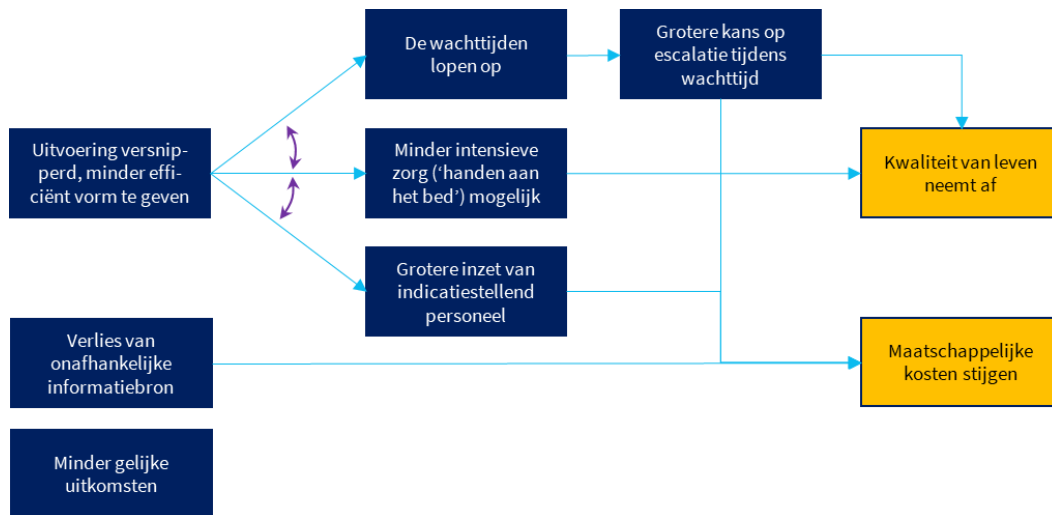 De wachttijden
lopen op
Grotere kans op
escalatie tijdens
wachttijd
Uitvoering versnip-
perd, minder effi-
ciënt vorm te geven
Minder intensieve
zorg (‘handen aan
het bed’) mogelijk
Kwaliteit van leven
neemt af
Grotere inzet van
indicatiestellend
personeel
Verlies van
onafhankelijke
informatiebron
Maatschappelijke
kosten stijgen
Minder gelijke
uitkomsten